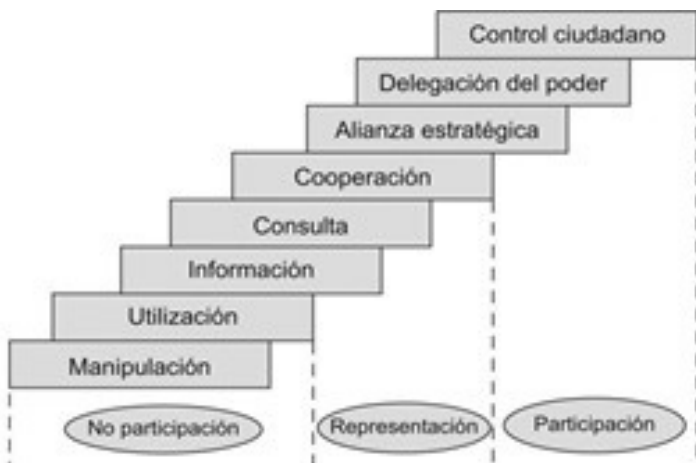 Control ciudadano
Delegación del poder
Alianza estratégica
Cooperación
Consulta
Información
Utilización
Manipulación
No participación
Representación
Participación